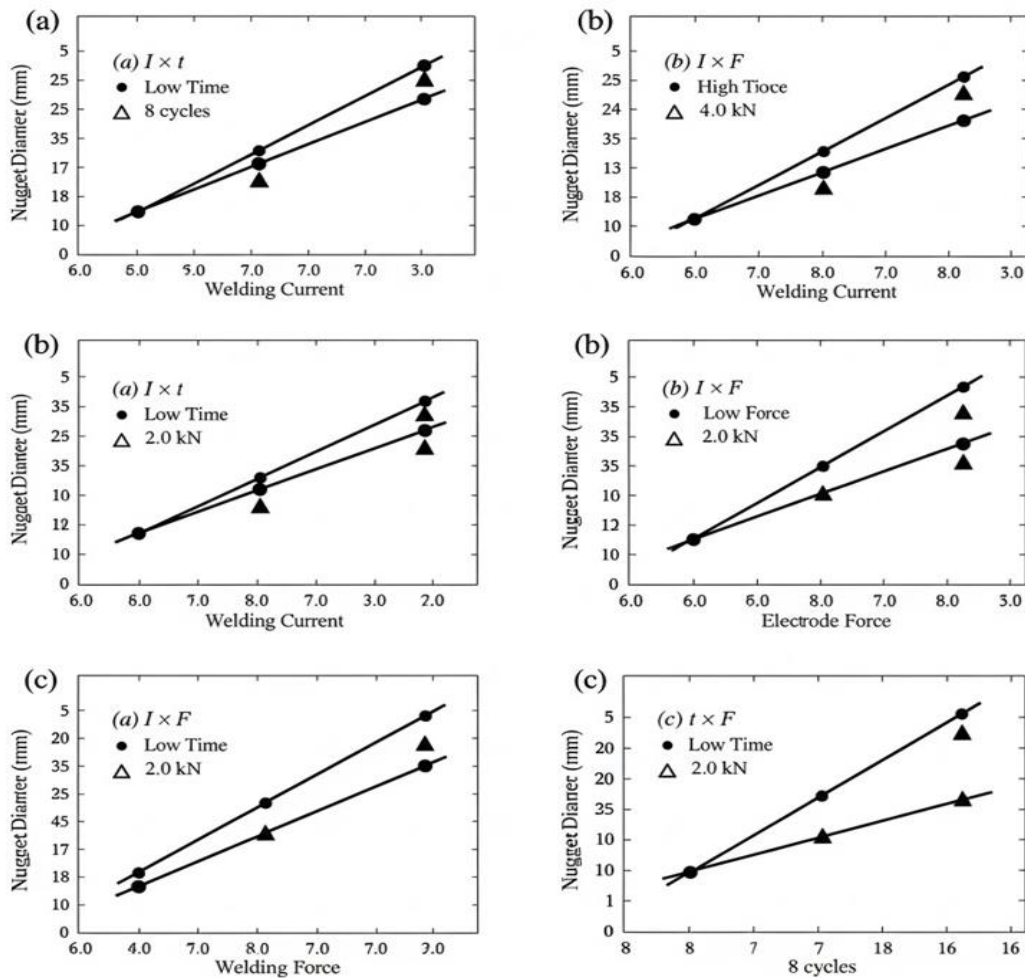 (a)
(a) I × t
● Low Time
△ 8 cycles
Nugget Diamter (mm)
5
25
25
35
17
18
10
0
6.0 5.0 5.0 7.0 7.0 7.0 3.0
Welding Current
(b)
(b) I × F
● High Tioce
△ 4.0 kN
Nugget Diamter (mm)
5
25
24
35
13
18
10
0
6.0 6.0 6.0 8.0 7.0 8.0 3.0
Welding Current
(b)
(a) I × t
● Low Time
△ 2.0 kN
Nugget Diamter (mm)
5
35
25
35
10
12
10
0
6.0 6.0 7.0 8.0 7.0 3.0 2.0
Welding Current
(b)
(b) I × F
● Low Force
△ 2.0 kN
Nugget Diamter (mm)
5
35
35
35
10
12
10
0
6.0 6.0 6.0 8.0 7.0 8.0 3.0
Electrode Force
(c)
(a) I × F
● Low Time
△ 2.0 kN
Nugget Diamter (mm)
5
20
35
25
45
17
18
10
0
6.0 4.0 7.0 8.0 7.0 7.0
Welding Force
(c)
(c) t × F
● Low Time
△ 2.0 kN
Nugget Diamter (mm)
5
20
20
35
10
10
1
0
8 8 7 7 18 16 16
8 cycles